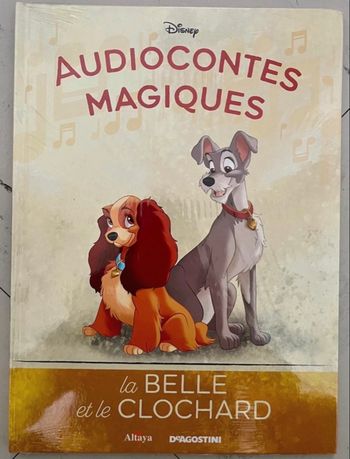 Disney
AUDIOCONTES
MAGIQUES
la BELLE
et le CLOCHARD
Altaya DeAGOSTINI